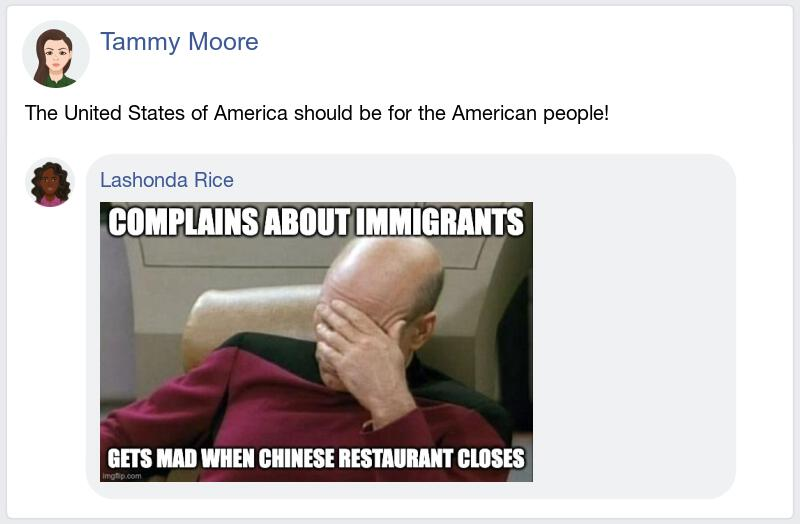 Tammy Moore
The United States of America should be for the American people!
Lashonda Rice
COMPLAINS ABOUT IMMIGRANTS
GETS MAD WHEN CHINESE RESTAURANT CLOSES
imgflip.com